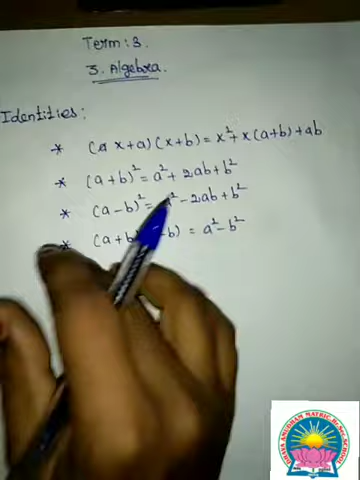 Term: 3.
3. Algebra.
Identities:
* (x+a) (x+b) = x²+ x(a+b) + ab
* (a+b)² = a² + 2ab + b²
* (a-b)² = a² - 2ab + b²
* (a+b) -b) = a² - b²